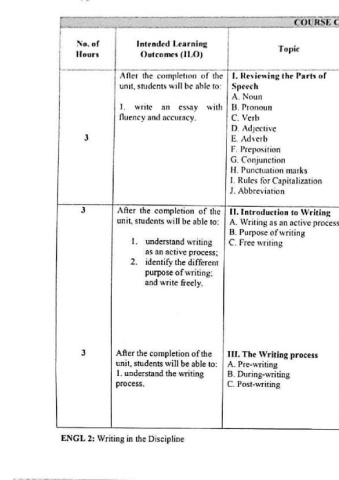 COURSE C
No. of Hours
Intended Learning Outcomes (ILO)
Topic
3
After the completion of the
unit, students will be able to:
1. write an essay with
fluency and accuracy.
I. Reviewing the Parts of
Speech
A. Noun
B. Pronoun
C. Verb
D. Adjective
E. Adverb
F. Preposition
G. Conjunction
H. Punctuation marks
I. Rules for Capitalization
J. Abbreviation
3
After the completion of the
unit, students will be able to:
1. understand writing
as an active process;
2. identify the different
purpose of writing;
and write freely.
II. Introduction to Writing
A. Writing as an active process
B. Purpose of writing
C. Free writing
3
After the completion of the
unit, students will be able to:
1. understand the writing
process.
III. The Writing process
A. Pre-writing
B. During-writing
C. Post-writing
ENGL 2: Writing in the Discipline